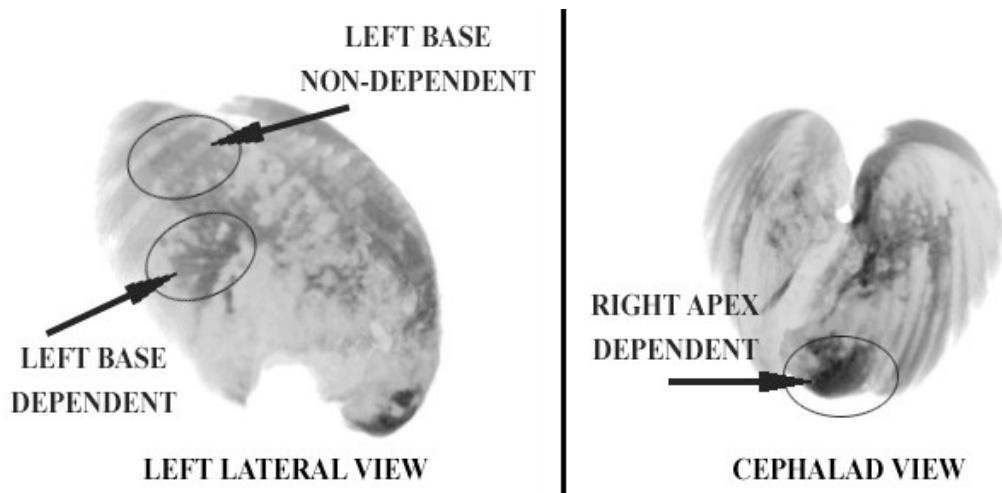 LEFT BASE
NON-DEPENDENT
LEFT BASE
DEPENDENT
LEFT LATERAL VIEW
RIGHT APEX
DEPENDENT
CEPHALAD VIEW